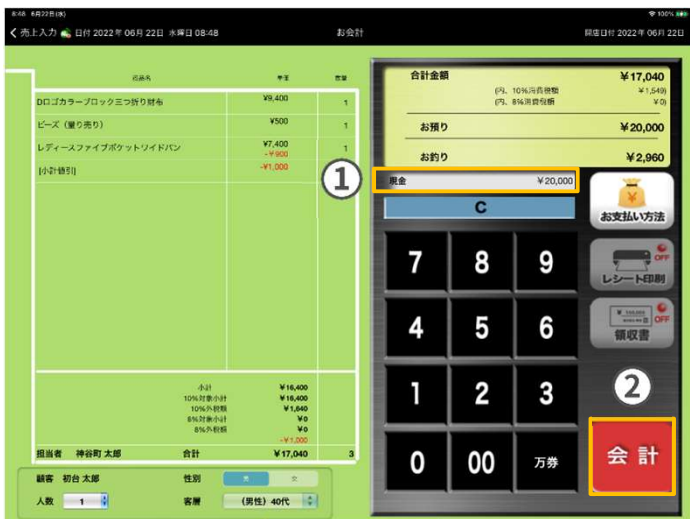 8:48 6月22日(水)
100%
売上入力 日付 2022年 06月 22日 水曜日 08:48 お会計 開店日付 2022年 06月 22日
商品名 単価 数量
Dロゴカラーブロック三つ折り財布 ¥9,400 1
ビーズ（量り売り） ¥500 1
レディースファイブポケットワイドパン ¥7,400 1
-¥900
[小計値引] -¥1,000
小計 ¥16,400
10%対象小計 ¥16,400
10%外税額 ¥1,640
8%対象小計 ¥0
8%外税額 ¥0
-¥1,000
担当者 神谷町 太郎 合計 ¥17,040 3
顧客 初台 太郎 性別 男 女
人数 1 客層 (男性) 40代
合計金額 ¥17,040
(内、10%消費税額 ¥1,549)
(内、8%消費税額 ¥0)
お預り ¥20,000
お釣り ¥2,960
1
現金 ¥20,000
C
お支払い方法
7 8 9
OFF
レシート印刷
4 5 6
OFF
領収書
1 2 3
2
0 00 万券
会計